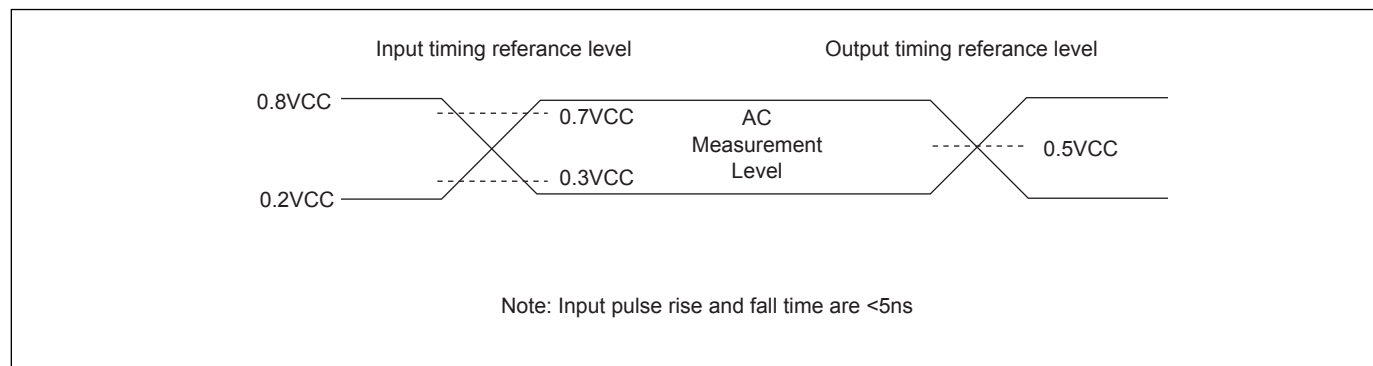 Input timing referance level
Output timing referance level
0.8VCC
0.7VCC
AC
Measurement
Level
0.5VCC
0.3VCC
0.2VCC
Note: Input pulse rise and fall time are <5ns